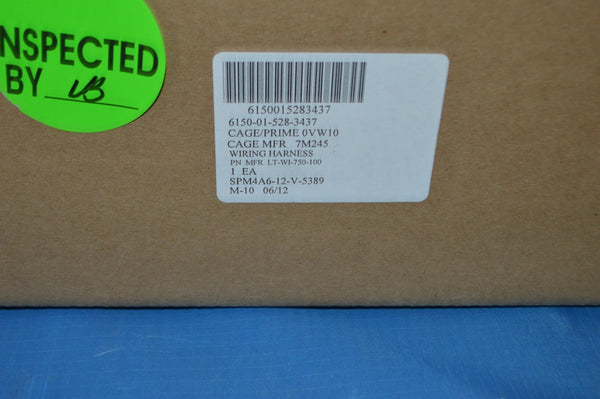 NSPECTED
BY VB
6150015283437
6150-01-528-3437
CAGE/PRIME 0VW10
CAGE MFR 7M245
WIRING HARNESS
PN MFR LT-WI-750-100
1 EA
SPM4A6-12-V-5389
M-10 06/12